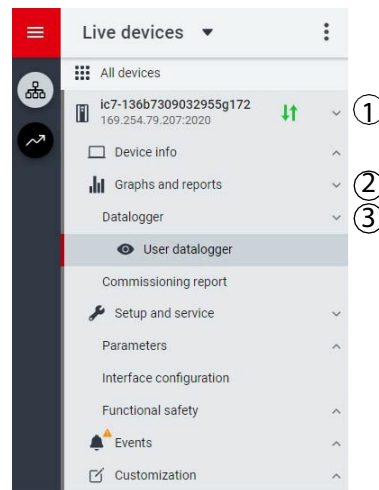 Live devices
All devices
ic7-136b7309032955g172
169.254.79.207:2020
1
Device info
Graphs and reports
2
Datalogger
3
User datalogger
Commissioning report
Setup and service
Parameters
Interface configuration
Functional safety
Events
Customization